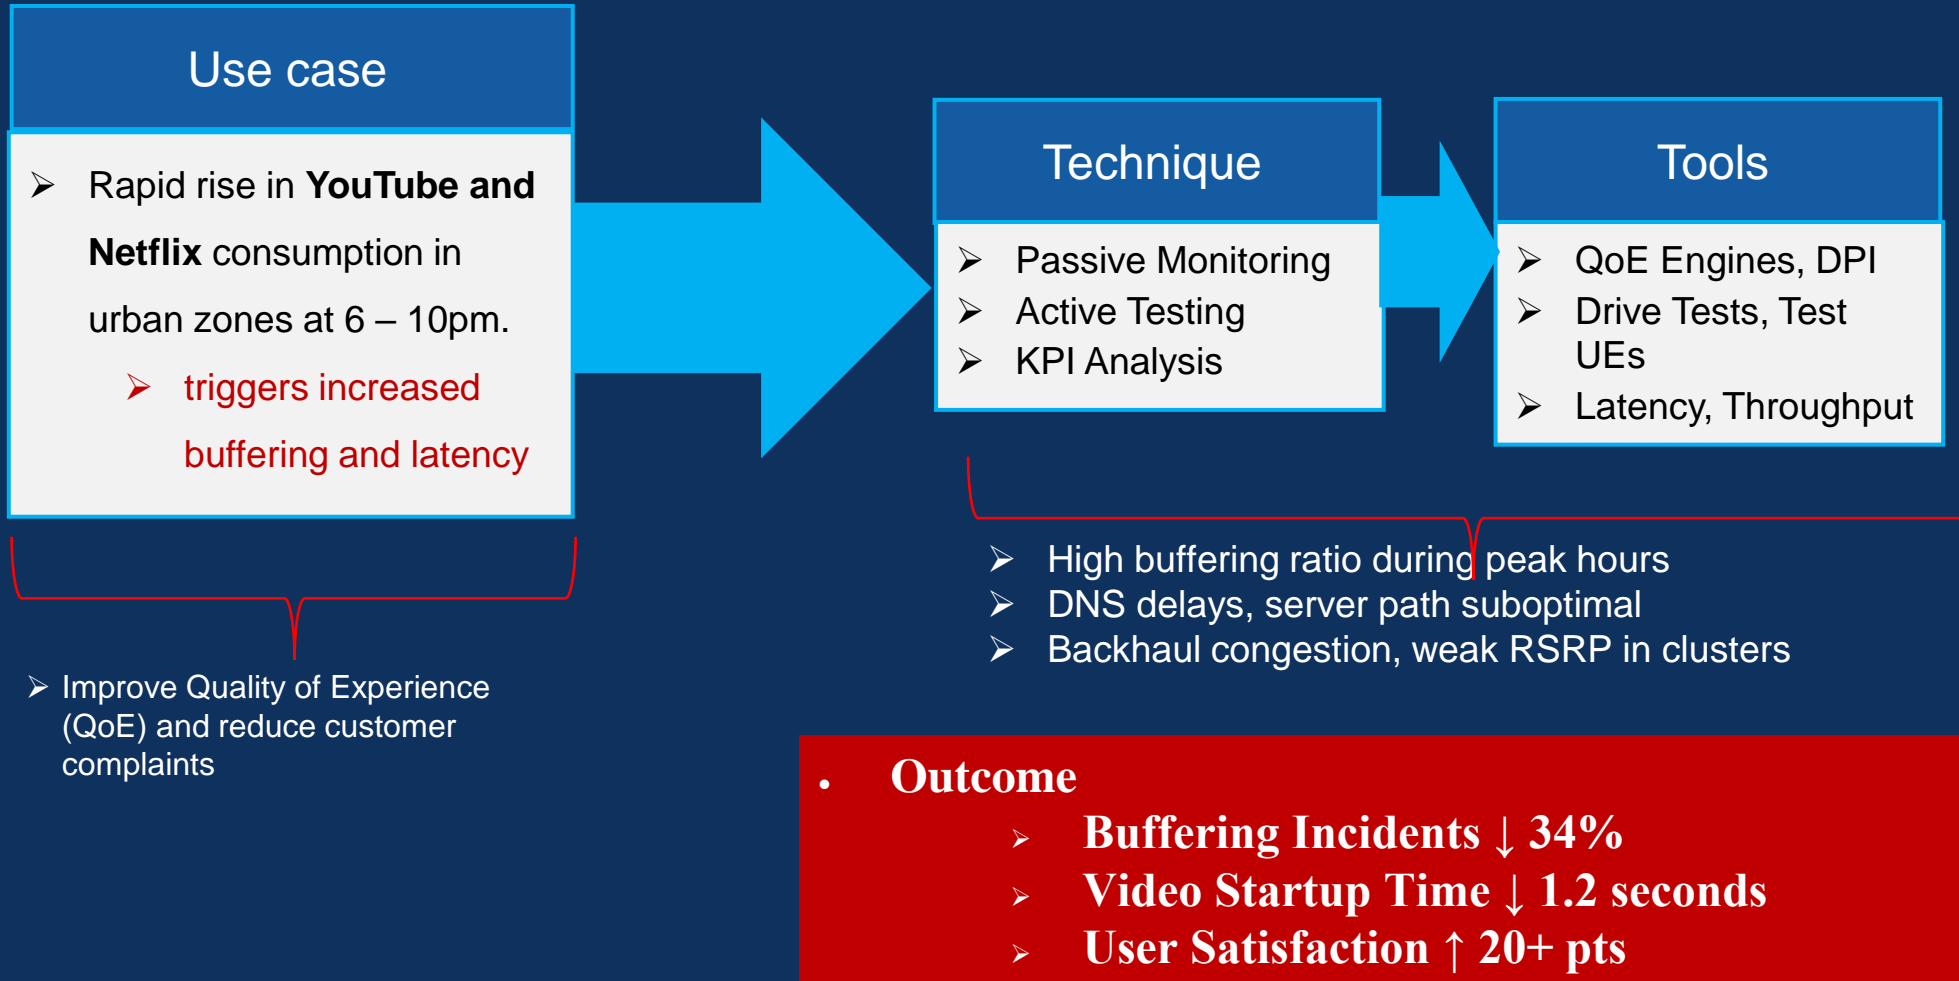 Use case
➢ Rapid rise in YouTube and
Netflix consumption in
urban zones at 6 – 10pm.
➢ triggers increased
buffering and latency
➢ Improve Quality of Experience
(QoE) and reduce customer
complaints
Technique
➢ Passive Monitoring
➢ Active Testing
➢ KPI Analysis
Tools
➢ QoE Engines, DPI
➢ Drive Tests, Test
UEs
➢ Latency, Throughput
➢ High buffering ratio during peak hours
➢ DNS delays, server path suboptimal
➢ Backhaul congestion, weak RSRP in clusters
• Outcome
➢ Buffering Incidents ↓ 34%
➢ Video Startup Time ↓ 1.2 seconds
➢ User Satisfaction ↑ 20+ pts